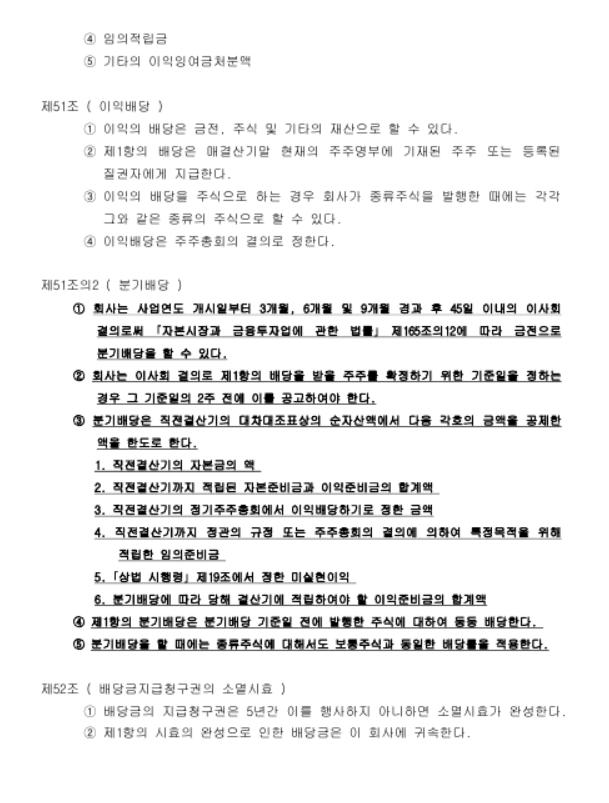 ④ 임의적립금
⑤ 기타의 이익잉여금처분액
제51조 ( 이익배당 )
① 이익의 배당은 금전, 주식 및 기타의 재산으로 할 수 있다.
② 제1항의 배당은 매결산기말 현재의 주주명부에 기재된 주주 또는 등록된
질권자에게 지급한다.
③ 이익의 배당을 주식으로 하는 경우 회사가 종류주식을 발행한 때에는 각각
그와 같은 종류의 주식으로 할 수 있다.
④ 이익배당은 주주총회의 결의로 정한다.
제51조의2 ( 분기배당 )
① 회사는 사업연도 개시일부터 3개월, 6개월 및 9개월 경과 후 45일 이내의 이사회
결의로써 「자본시장과 금융투자업에 관한 법률」 제165조의12에 따라 금전으로
분기배당을 할 수 있다.
② 회사는 이사회 결의로 제1항의 배당을 받을 주주를 확정하기 위한 기준일을 정하는
경우 그 기준일의 2주 전에 이를 공고하여야 한다.
③ 분기배당은 직전결산기의 대차대조표상의 순자산액에서 다음 각호의 금액을 공제한
액을 한도로 한다.
1. 직전결산기의 자본금의 액
2. 직전결산기까지 적립된 자본준비금과 이익준비금의 합계액
3. 직전결산기의 정기주주총회에서 이익배당하기로 정한 금액
4. 직전결산기까지 정관의 규정 또는 주주총회의 결의에 의하여 특정목적을 위해
적립한 임의준비금
5. 「상법 시행령」 제19조에서 정한 미실현이익
6. 분기배당에 따라 당해 결산기에 적립하여야 할 이익준비금의 합계액
④ 제1항의 분기배당은 분기배당 기준일 전에 발행한 주식에 대하여 동등 배당한다.
⑤ 분기배당을 할 때에는 종류주식에 대해서도 보통주식과 동일한 배당률을 적용한다.
제52조 ( 배당금지급청구권의 소멸시효 )
① 배당금의 지급청구권은 5년간 이를 행사하지 아니하면 소멸시효가 완성한다.
② 제1항의 시효의 완성으로 인한 배당금은 이 회사에 귀속한다.